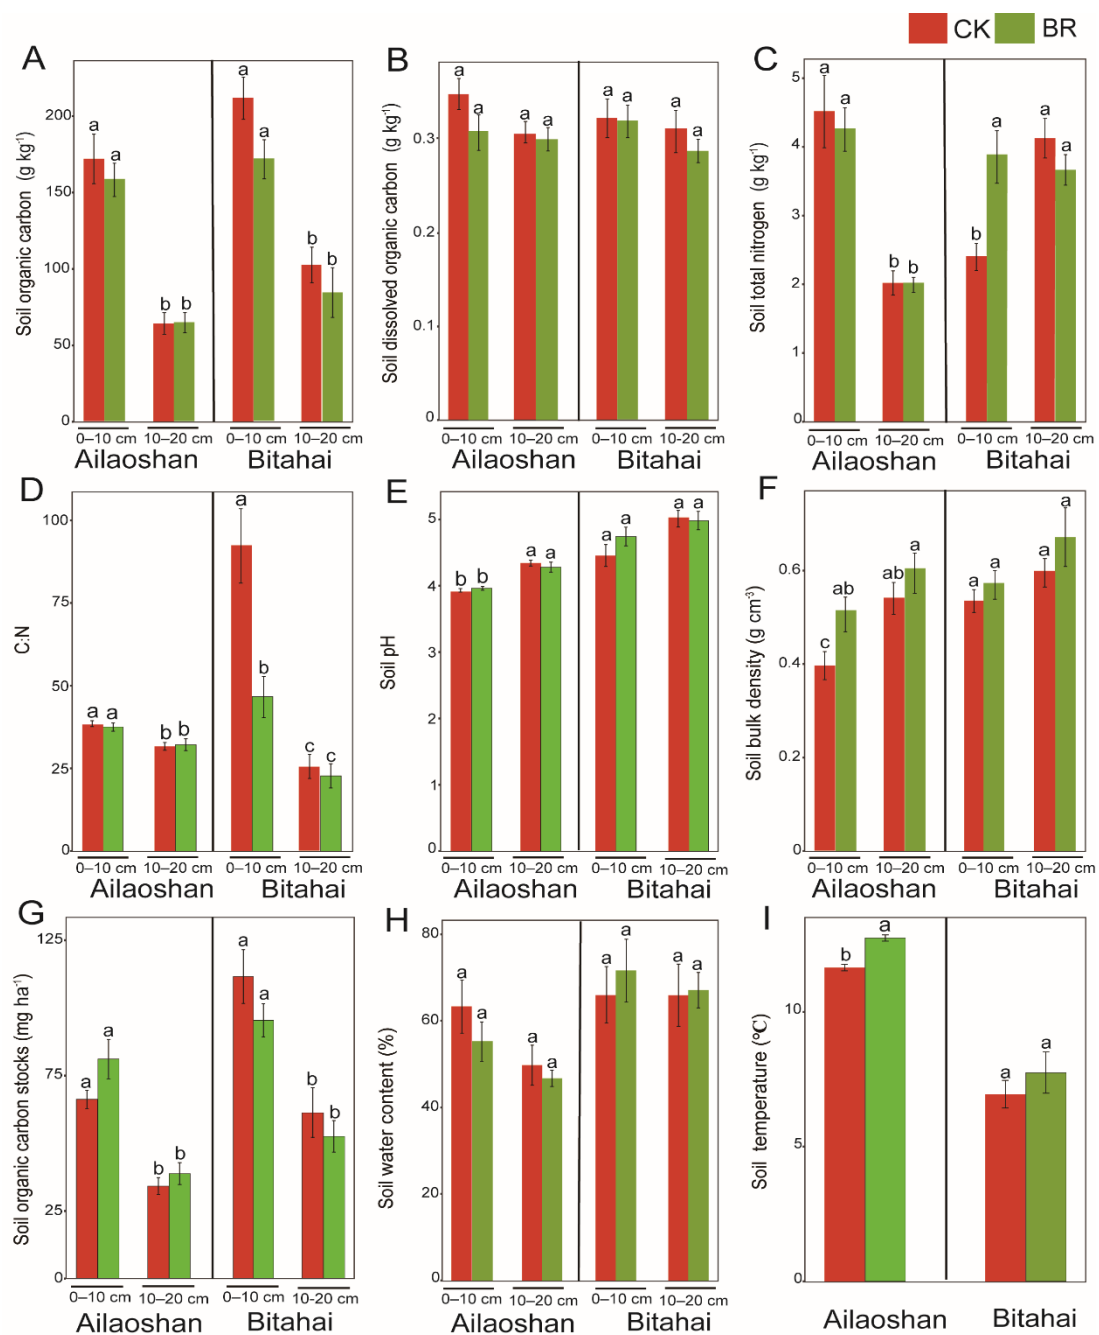 CK BR
A
Soil organic carbon (g kg⁻¹)
200
150
100
50
0
a a b b a a b b
0–10 cm 10–20 cm 0–10 cm 10–20 cm
Ailaoshan Bitahai
B
Soil dissolved organic carbon (g kg⁻¹)
0.3
0.2
0.1
0
a a a a a a a a
0–10 cm 10–20 cm 0–10 cm 10–20 cm
Ailaoshan Bitahai
C
Soil total nitrogen (g kg⁻¹)
5
4
5
2
1
0
a a b b b a a a
0–10 cm 10–20 cm 0–10 cm 10–20 cm
Ailaoshan Bitahai
D
C:N
100
75
50
25
0
a a b b a b c c
0–10 cm 10–20 cm 0–10 cm 10–20 cm
Ailaoshan Bitahai
E
Soil pH
5
4
4
2
1
0
b b a a a a a a
0–10 cm 10–20 cm 0–10 cm 10–20 cm
Ailaoshan Bitahai
F
Soil bulk density (g cm⁻³)
0.6
0.4
0.2
0
c ab ab a a a a a
0–10 cm 10–20 cm 0–10 cm 10–20 cm
Ailaoshan Bitahai
G
Soil organic carbon stocks (mg ha⁻¹)
125
75
25
0
a a b b a a b b
0–10 cm 10–20 cm 0–10 cm 10-20 cm
Ailaoshan Bitahai
H
Soil water content (%)
80
60
40
20
0
a a a a a a a a
0–10 cm 10–20 cm 0–10 cm 10–20 cm
Ailaoshan Bitahai
I
Soil temperature (℃)
10
5
0
b a a a
Ailaoshan Bitahai